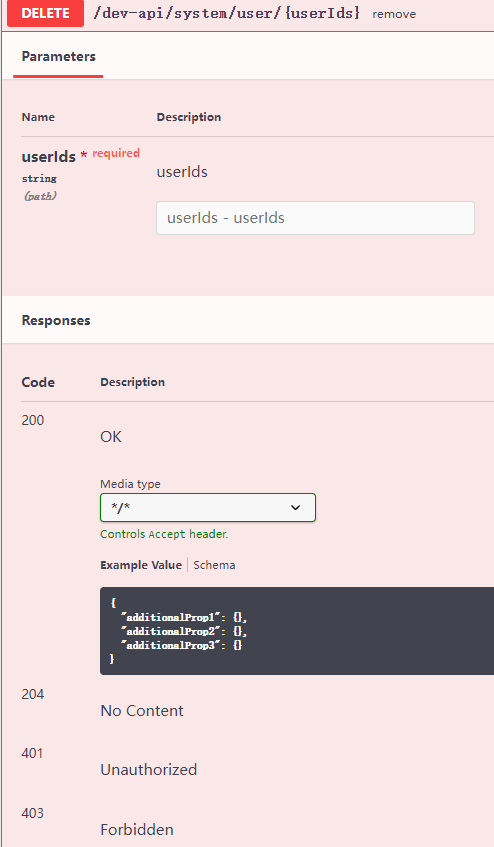 DELETE /dev-api/system/user/{userIds} remove
Parameters
Name Description
userIds * required
string
(path)
userIds
userIds - userIds
Responses
Code Description
200
OK
Media type
*/*
Controls Accept header.
Example Value Schema
{
"additionalProp1": {},
"additionalProp2": {},
"additionalProp3": {}
}
204
No Content
401
Unauthorized
403
Forbidden